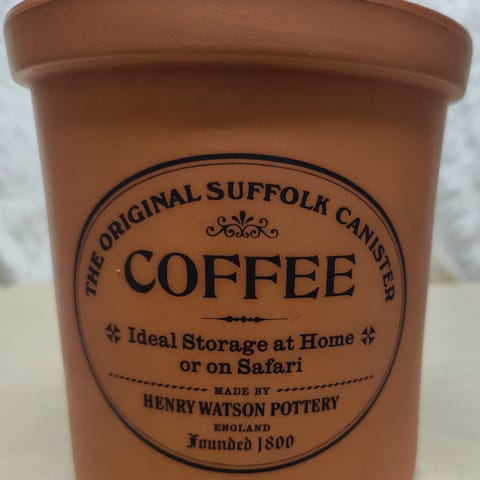 THE ORIGINAL SUFFOLK CANISTER
COFFEE
Ideal Storage at Home
or on Safari
MADE BY
HENRY WATSON POTTERY
ENGLAND
Founded 1800